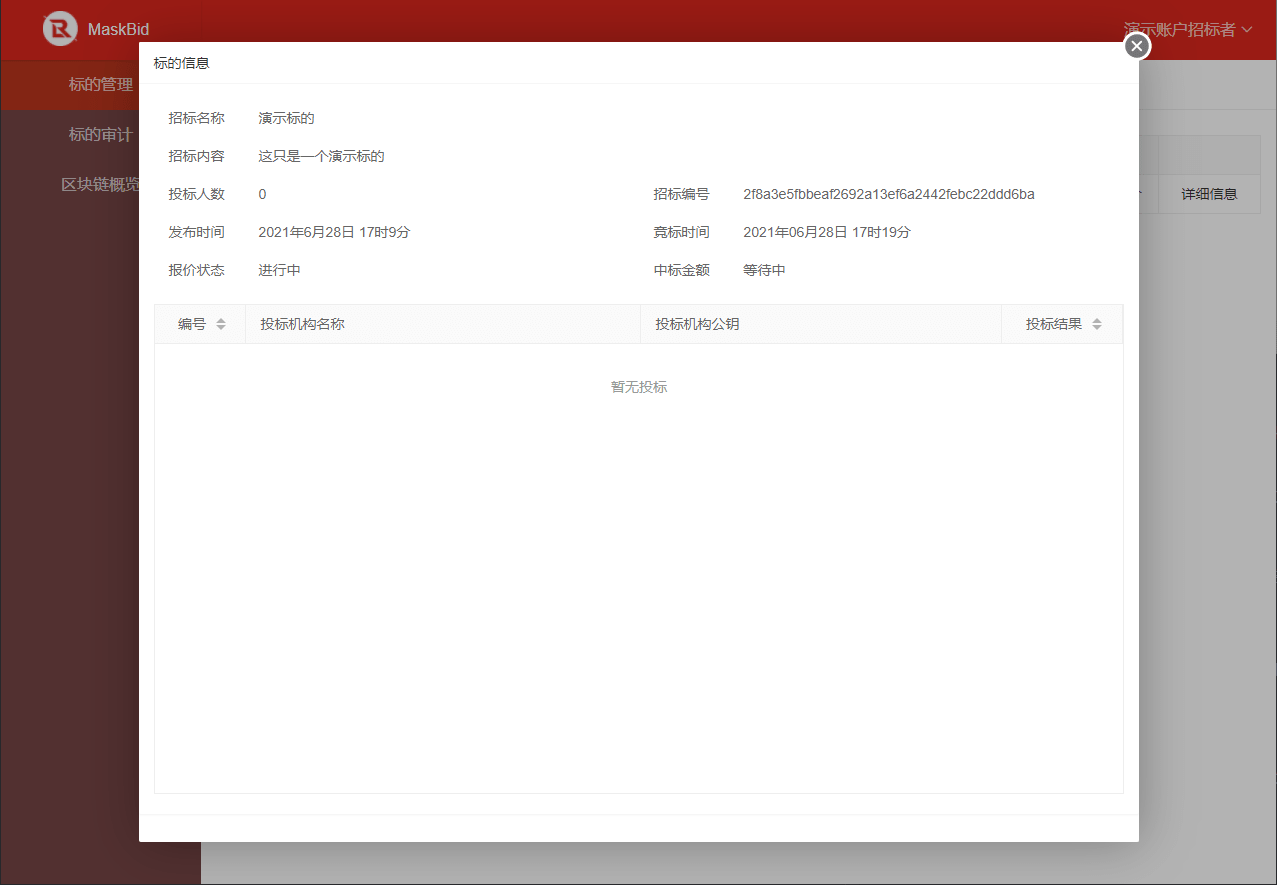 MaskBid
演示账户招标者
标的管理
标的审计
区块链概览
标的信息
招标名称 演示标的
招标内容 这只是一个演示标的
投标人数 0 招标编号 2f8a3e5fbbeaf2692a13ef6a2442febc22ddd6ba
发布时间 2021年6月28日 17时9分 竞标时间 2021年06月28日 17时19分
报价状态 进行中 中标金额 等待中
编号 投标机构名称 投标机构公钥 投标结果
暂无投标
详细信息